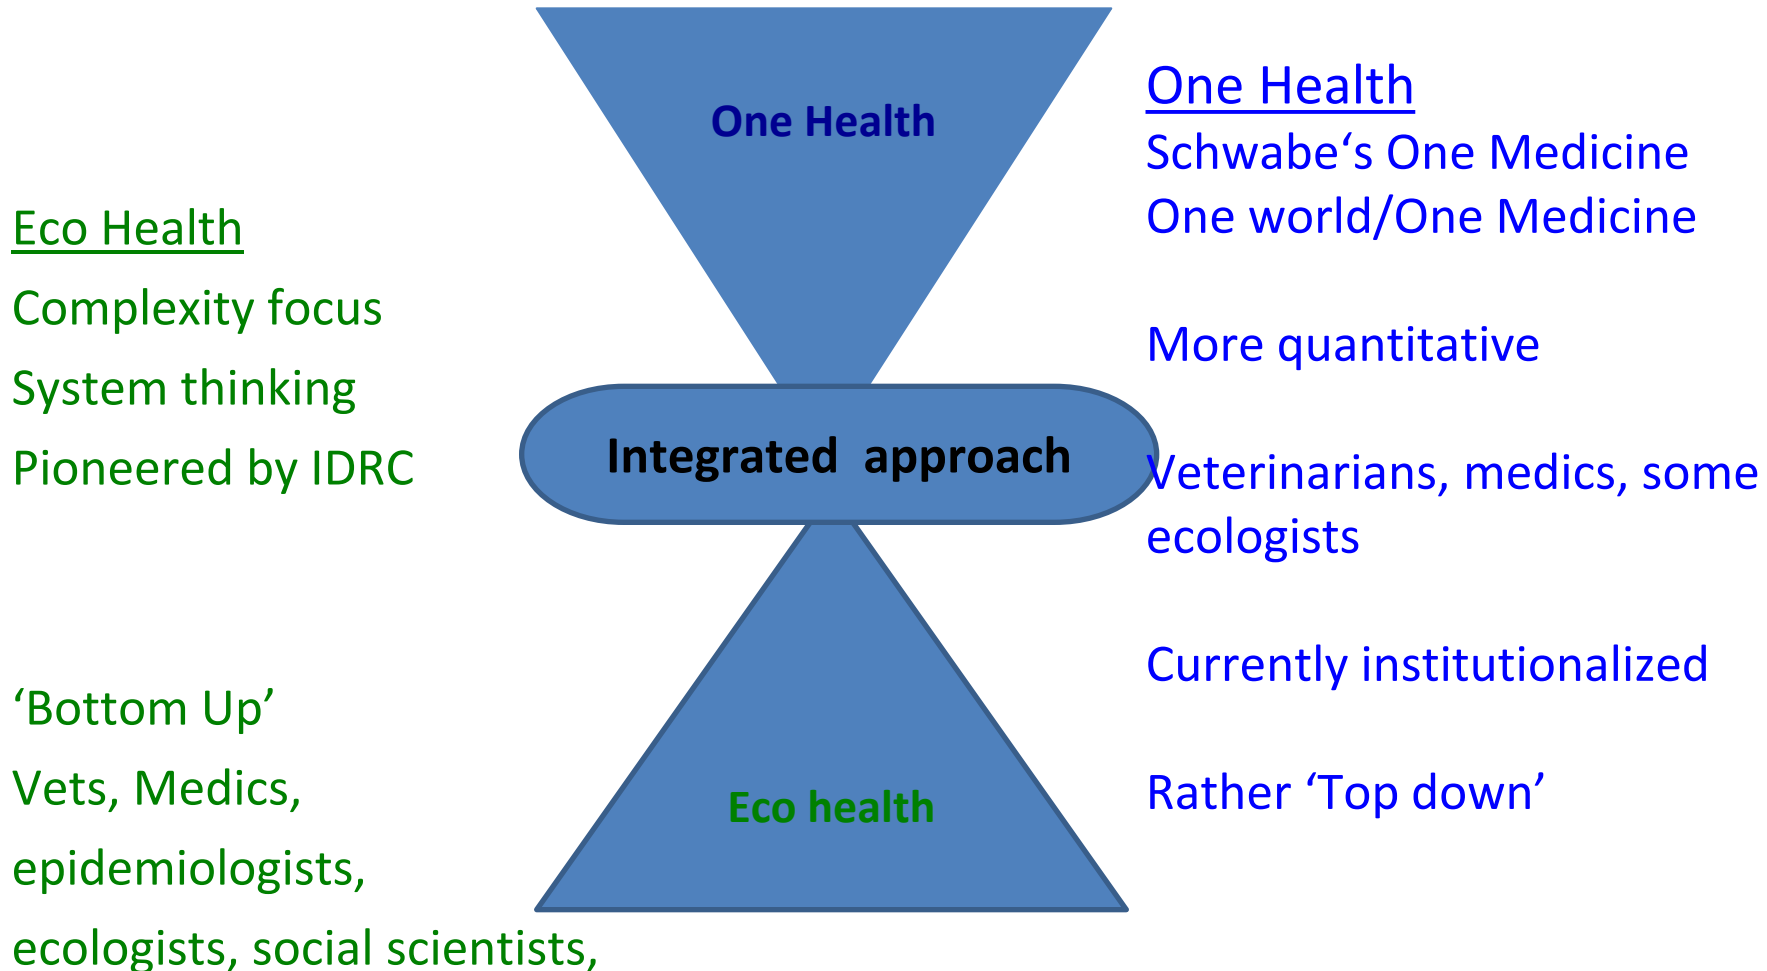 One Health
Integrated  approach
Eco health
Eco Health
Complexity focus
System thinking
Pioneered by IDRC
‘Bottom Up’
Vets, Medics,
epidemiologists,
ecologists, social scientists,
One Health
Schwabe‘s One Medicine
One world/One Medicine
More quantitative
Veterinarians, medics, some
ecologists
Currently institutionalized
Rather ‘Top down’